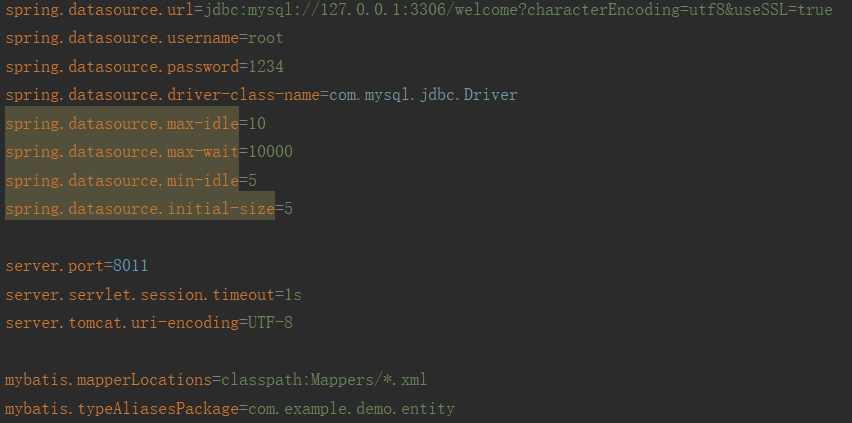 spring.datasource.url=jdbc:mysql://127.0.0.1:3306/welcome?characterEncoding=utf8&useSSL=true
spring.datasource.username=root
spring.datasource.password=1234
spring.datasource.driver-class-name=com.mysql.jdbc.Driver
spring.datasource.max-idle=10
spring.datasource.max-wait=10000
spring.datasource.min-idle=5
spring.datasource.initial-size=5
server.port=8011
server.servlet.session.timeout=1s
server.tomcat.uri-encoding=UTF-8
mybatis.mapperLocations=classpath:Mappers/*.xml
mybatis.typeAliasesPackage=com.example.demo.entity